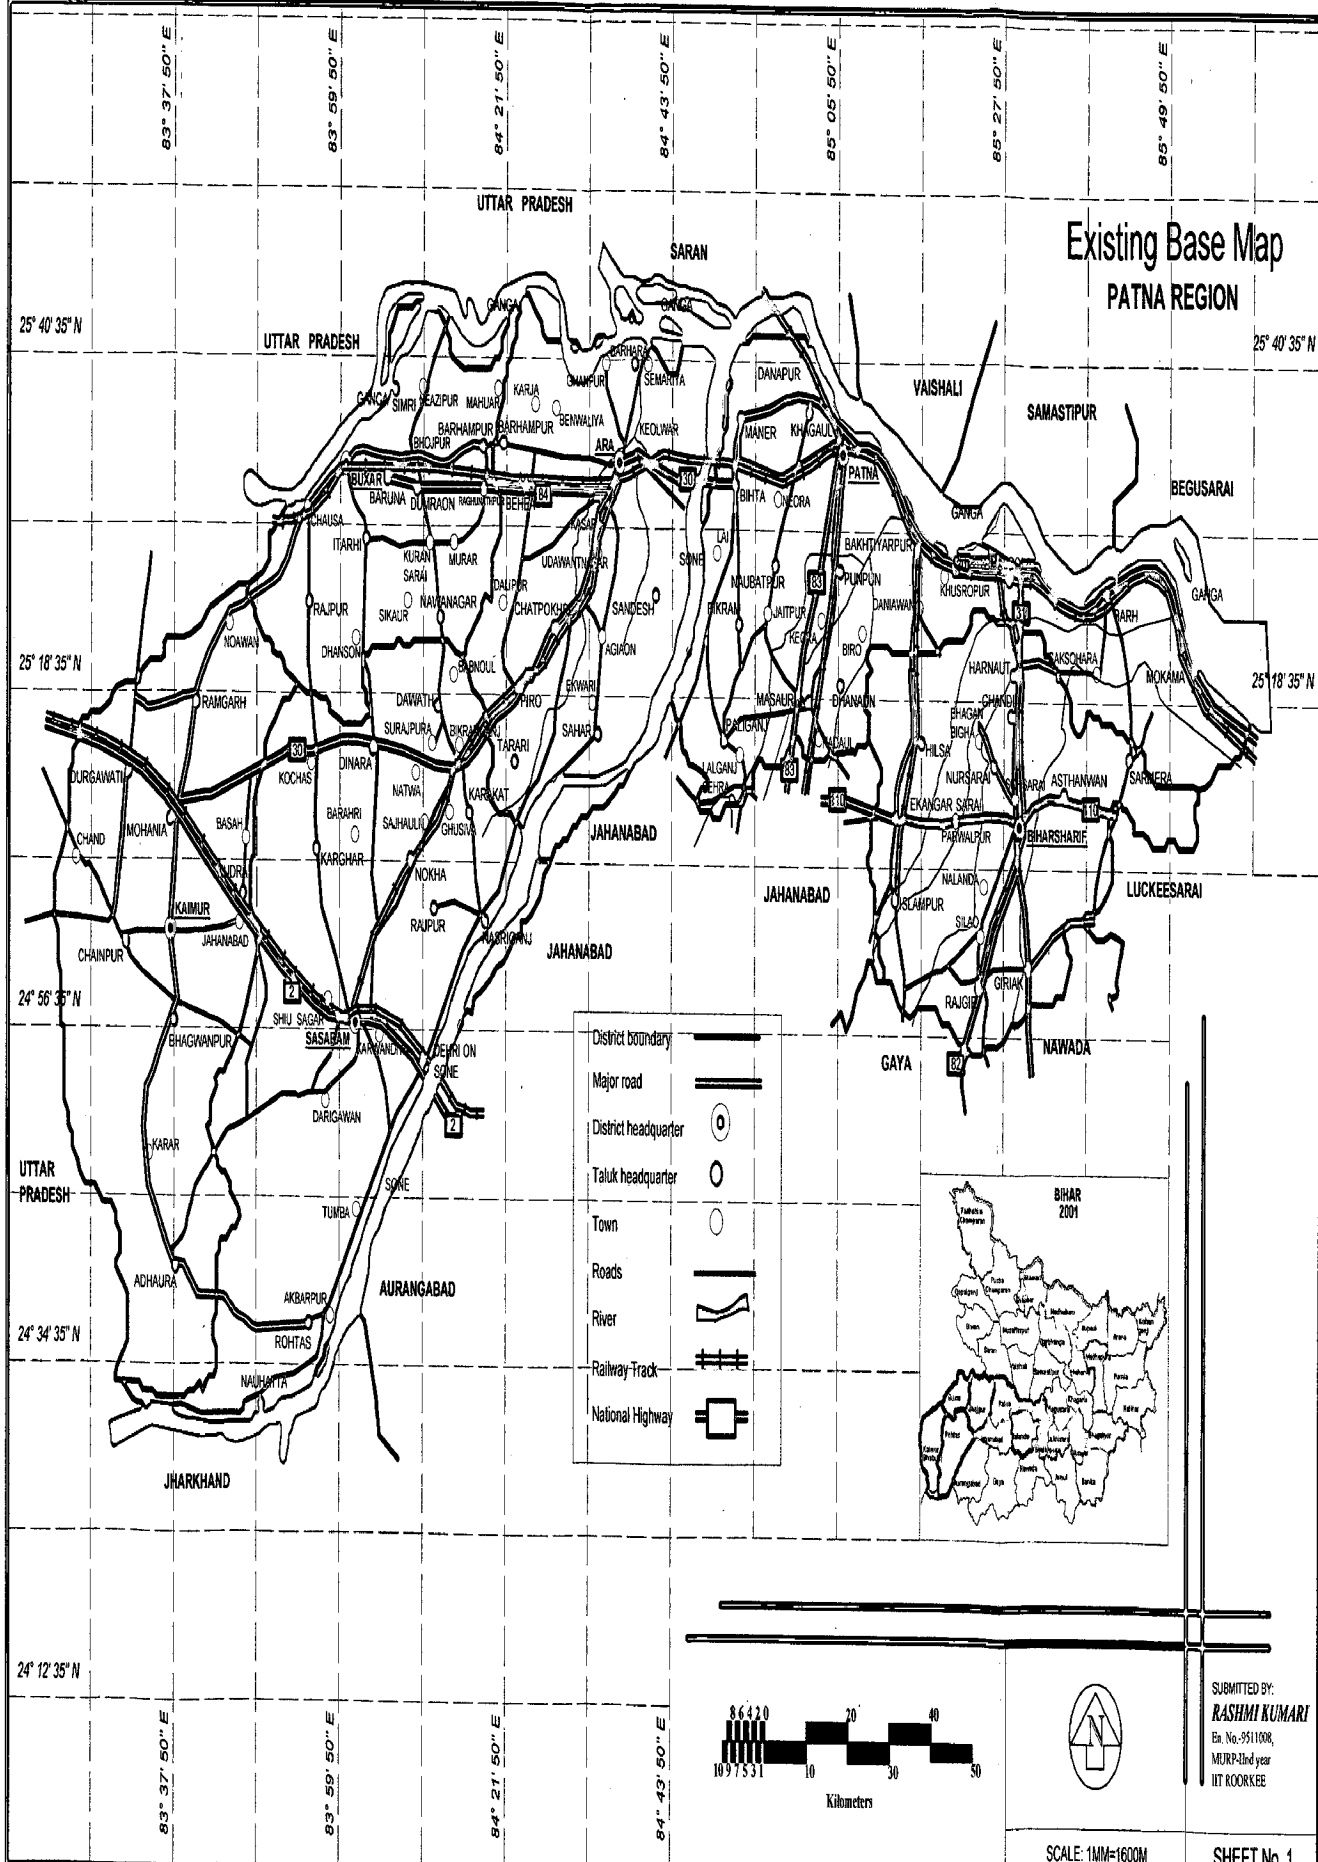 83° 37' 50" E
83° 59' 50" E
84° 21' 50" E
84° 43' 50" E
85° 05' 50" E
85° 27' 50" E
85° 49' 50" E
UTTAR PRADESH
SARAN
Existing Base Map
PATNA REGION
25° 40' 35" N
UTTAR PRADESH
GANGA
GANGA
25° 40' 35" N
BARHARA
SEMARIYA
DANAPUR
VAISHALI
SAMASTIPUR
GANGA
SIMRI
MAHUAR
KARJA
BENWALIYA
BARHAMPUR
BARHAMPUR
BHOJPUR
ARA
KEOLWAR
MANER
KHAGAUL
BUXAR
BARUNA
DUMRAON
RAGHUNATHPUR
84
30
BIHTA
NEORA
PATNA
BEGUSARAI
CHAUSA
ITARHI
KURAN
SARAI
MURAR
KASAP
UDAWANTNAGAR
SONE
LAI
BAKHTIYARPUR
GANGA
KHUSROPUR
GANGA
RAJPUR
SIKAUR
NAWANAGAR
DALIPUR
CHATPOKHRA
SANDESH
NAUBATPUR
83
PUNPUN
DANIAWAN
BARH
NOAWAN
DHANSON
BABNOUL
AGIAON
BIKRAM
JAITPUR
BIRO
HARNAUT
SAKSOHARA
MOKAMA
25° 18' 35" N
25° 18' 35" N
RAMGARH
DAWATH
PIRO
EKWARI
MASAURHI
DHANAUN
CHANDI
SURAJPURA
BIKRAMGANJ
TARARI
SAHAR
PALIGANJ
BHAGAN
BIGHA
30
DURGAWATI
KOCHAS
DINARA
NATWA
KARAKAT
LALGANJ
83
HILSA
NURSARAI
ASTHANWAN
SARMERA
MOHANIA
BASAHI
BARAHRI
SAJHAULI
GHUSIYA
JAHANABAD
110
EKANGAR SARAI
PARWALPUR
BIHARSHARIF
110
CHAND
KARGHAR
NOKHA
JAHANABAD
NALANDA
LUCKEESARAI
KAIMUR
JAHANABAD
RAJPUR
NASRIGANJ
ISLAMPUR
SILAO
CHAINPUR
JAHANABAD
24° 56' 35" N
2
SHIU SAGAR
RAJGIR
GIRIAK
BHAGWANPUR
SASARAM
KARWANDIYA
DEHRI ON
SONE
GAYA
82
NAWADA
DARIGAWAN
2
KARAR
UTTAR
PRADESH
SONE
TUMBA
ADHAURA
AKBARPUR
AURANGABAD
ROHTAS
24° 34' 35" N
NAUHATTA
JHARKHAND
District boundary
Major road
District headquarter
Taluk headquarter
Town
Roads
River
Railway Track
National Highway
BIHAR
2001
24° 12' 35" N
83° 37' 50" E
83° 59' 50" E
84° 21' 50" E
84° 43' 50" E
8 6 4 2 0 20 40
10 9 7 5 3 1 10 30 50
Kilometers
N
SUBMITTED BY:
RASHMI KUMARI
En. No.-9511008,
MURP-IInd year
IIT ROORKEE
SCALE: 1MM=1600M
SHEET No. 1